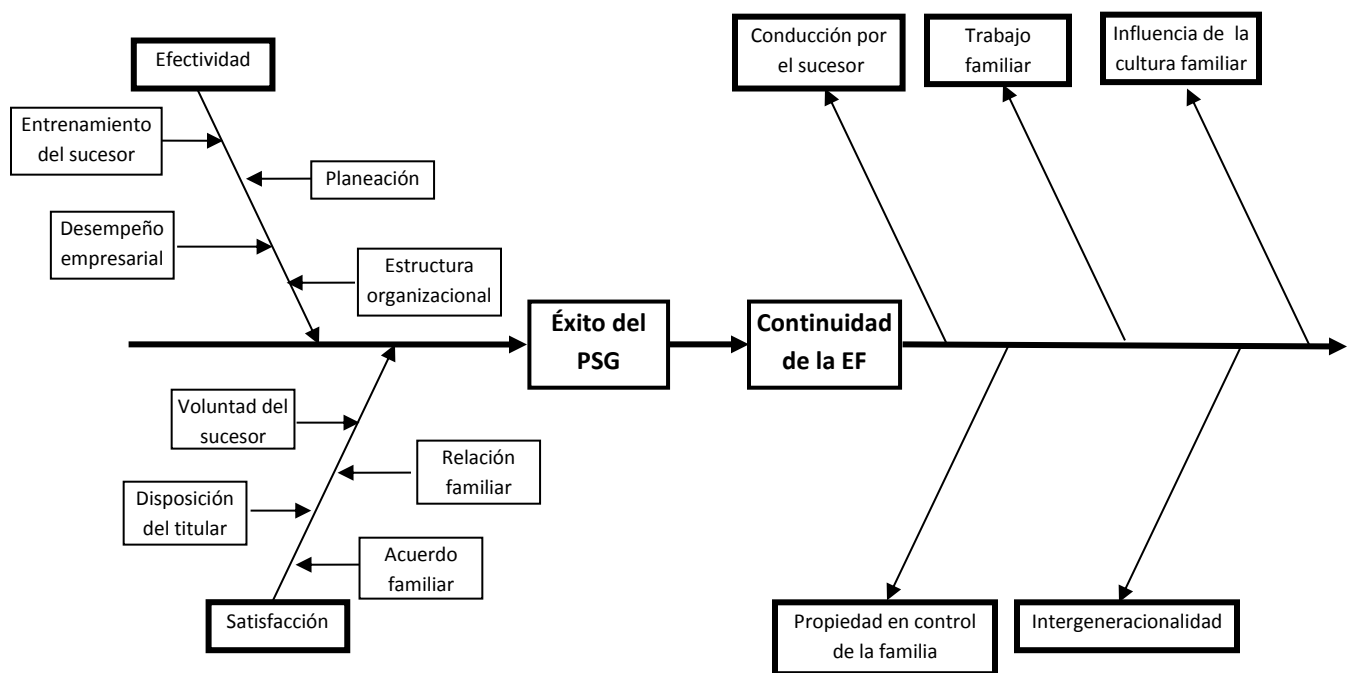 Efectividad
Entrenamiento
del sucesor
Planeación
Desempeño
empresarial
Estructura
organizacional
Voluntad del
sucesor
Relación
familiar
Disposición
del titular
Acuerdo
familiar
Satisfacción
Éxito del
PSG
Continuidad
de la EF
Conducción por
el sucesor
Trabajo
familiar
Influencia de la
cultura familiar
Propiedad en control
de la familia
Intergeneracionalidad